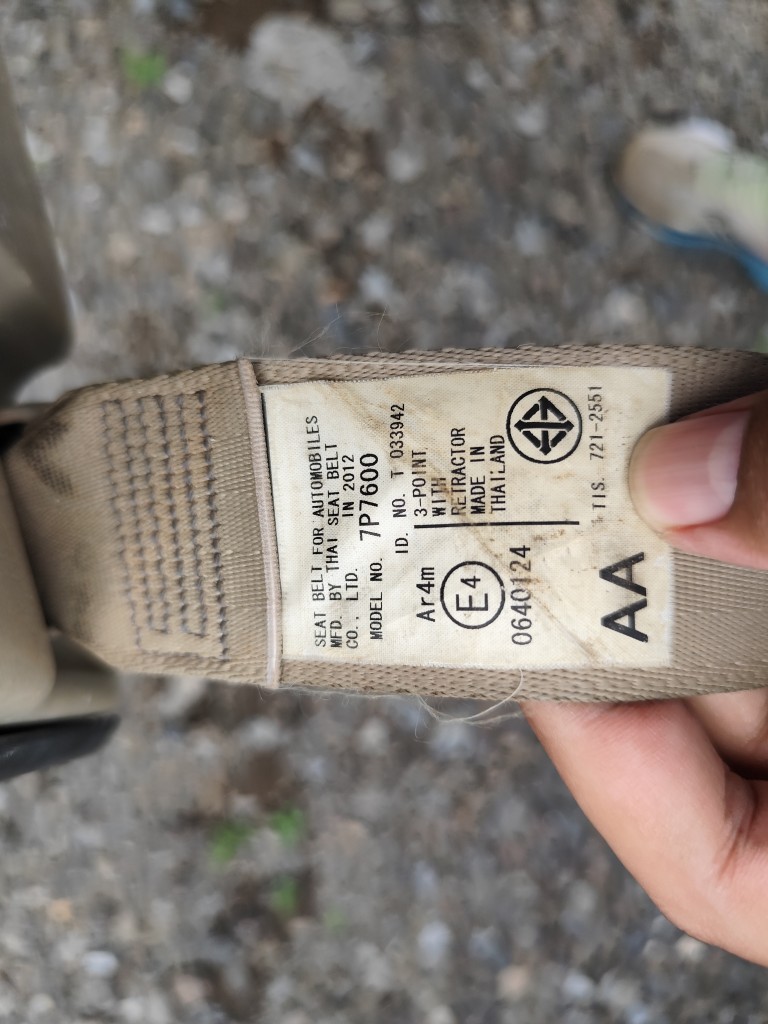 SEAT BELT FOR AUTOMOBILES
MFD. BY THAI SEAT BELT
CO., LTD. IN 2012
MODEL NO. 7P7600
ID. NO. T 033942
Ar4m
E4
0640124
3-POINT
WITH
RETRACTOR
MADE IN
THAILAND
TIS. 721-2551
AA